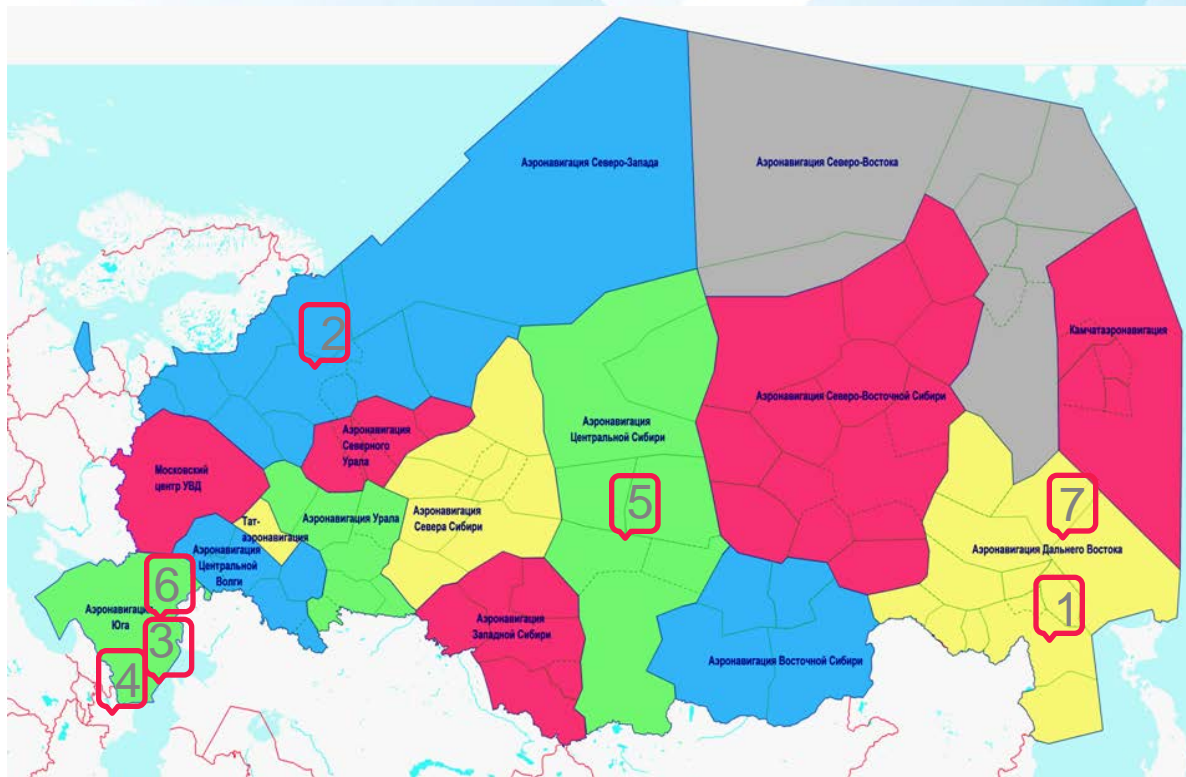 Аэронавигация Северо-Запада
Аэронавигация Северо-Востока
2
Камчатаэронавигация
Аэронавигация Северо-Восточной Сибири
Аэронавигация
Центральной Сибири
Аэронавигация
Северного
Урала
Московский
центр УВД
5
7
Аэронавигация
Севера Сибири
Аэронавигация Урала
Тат-
аэронавигация
Аэронавигация Дальнего Востока
Аэронавигация
Центральной
Волги
6
Аэронавигация
Юга
1
Аэронавигация
Западной Сибири
3
Аэронавигация Восточной Сибири
4